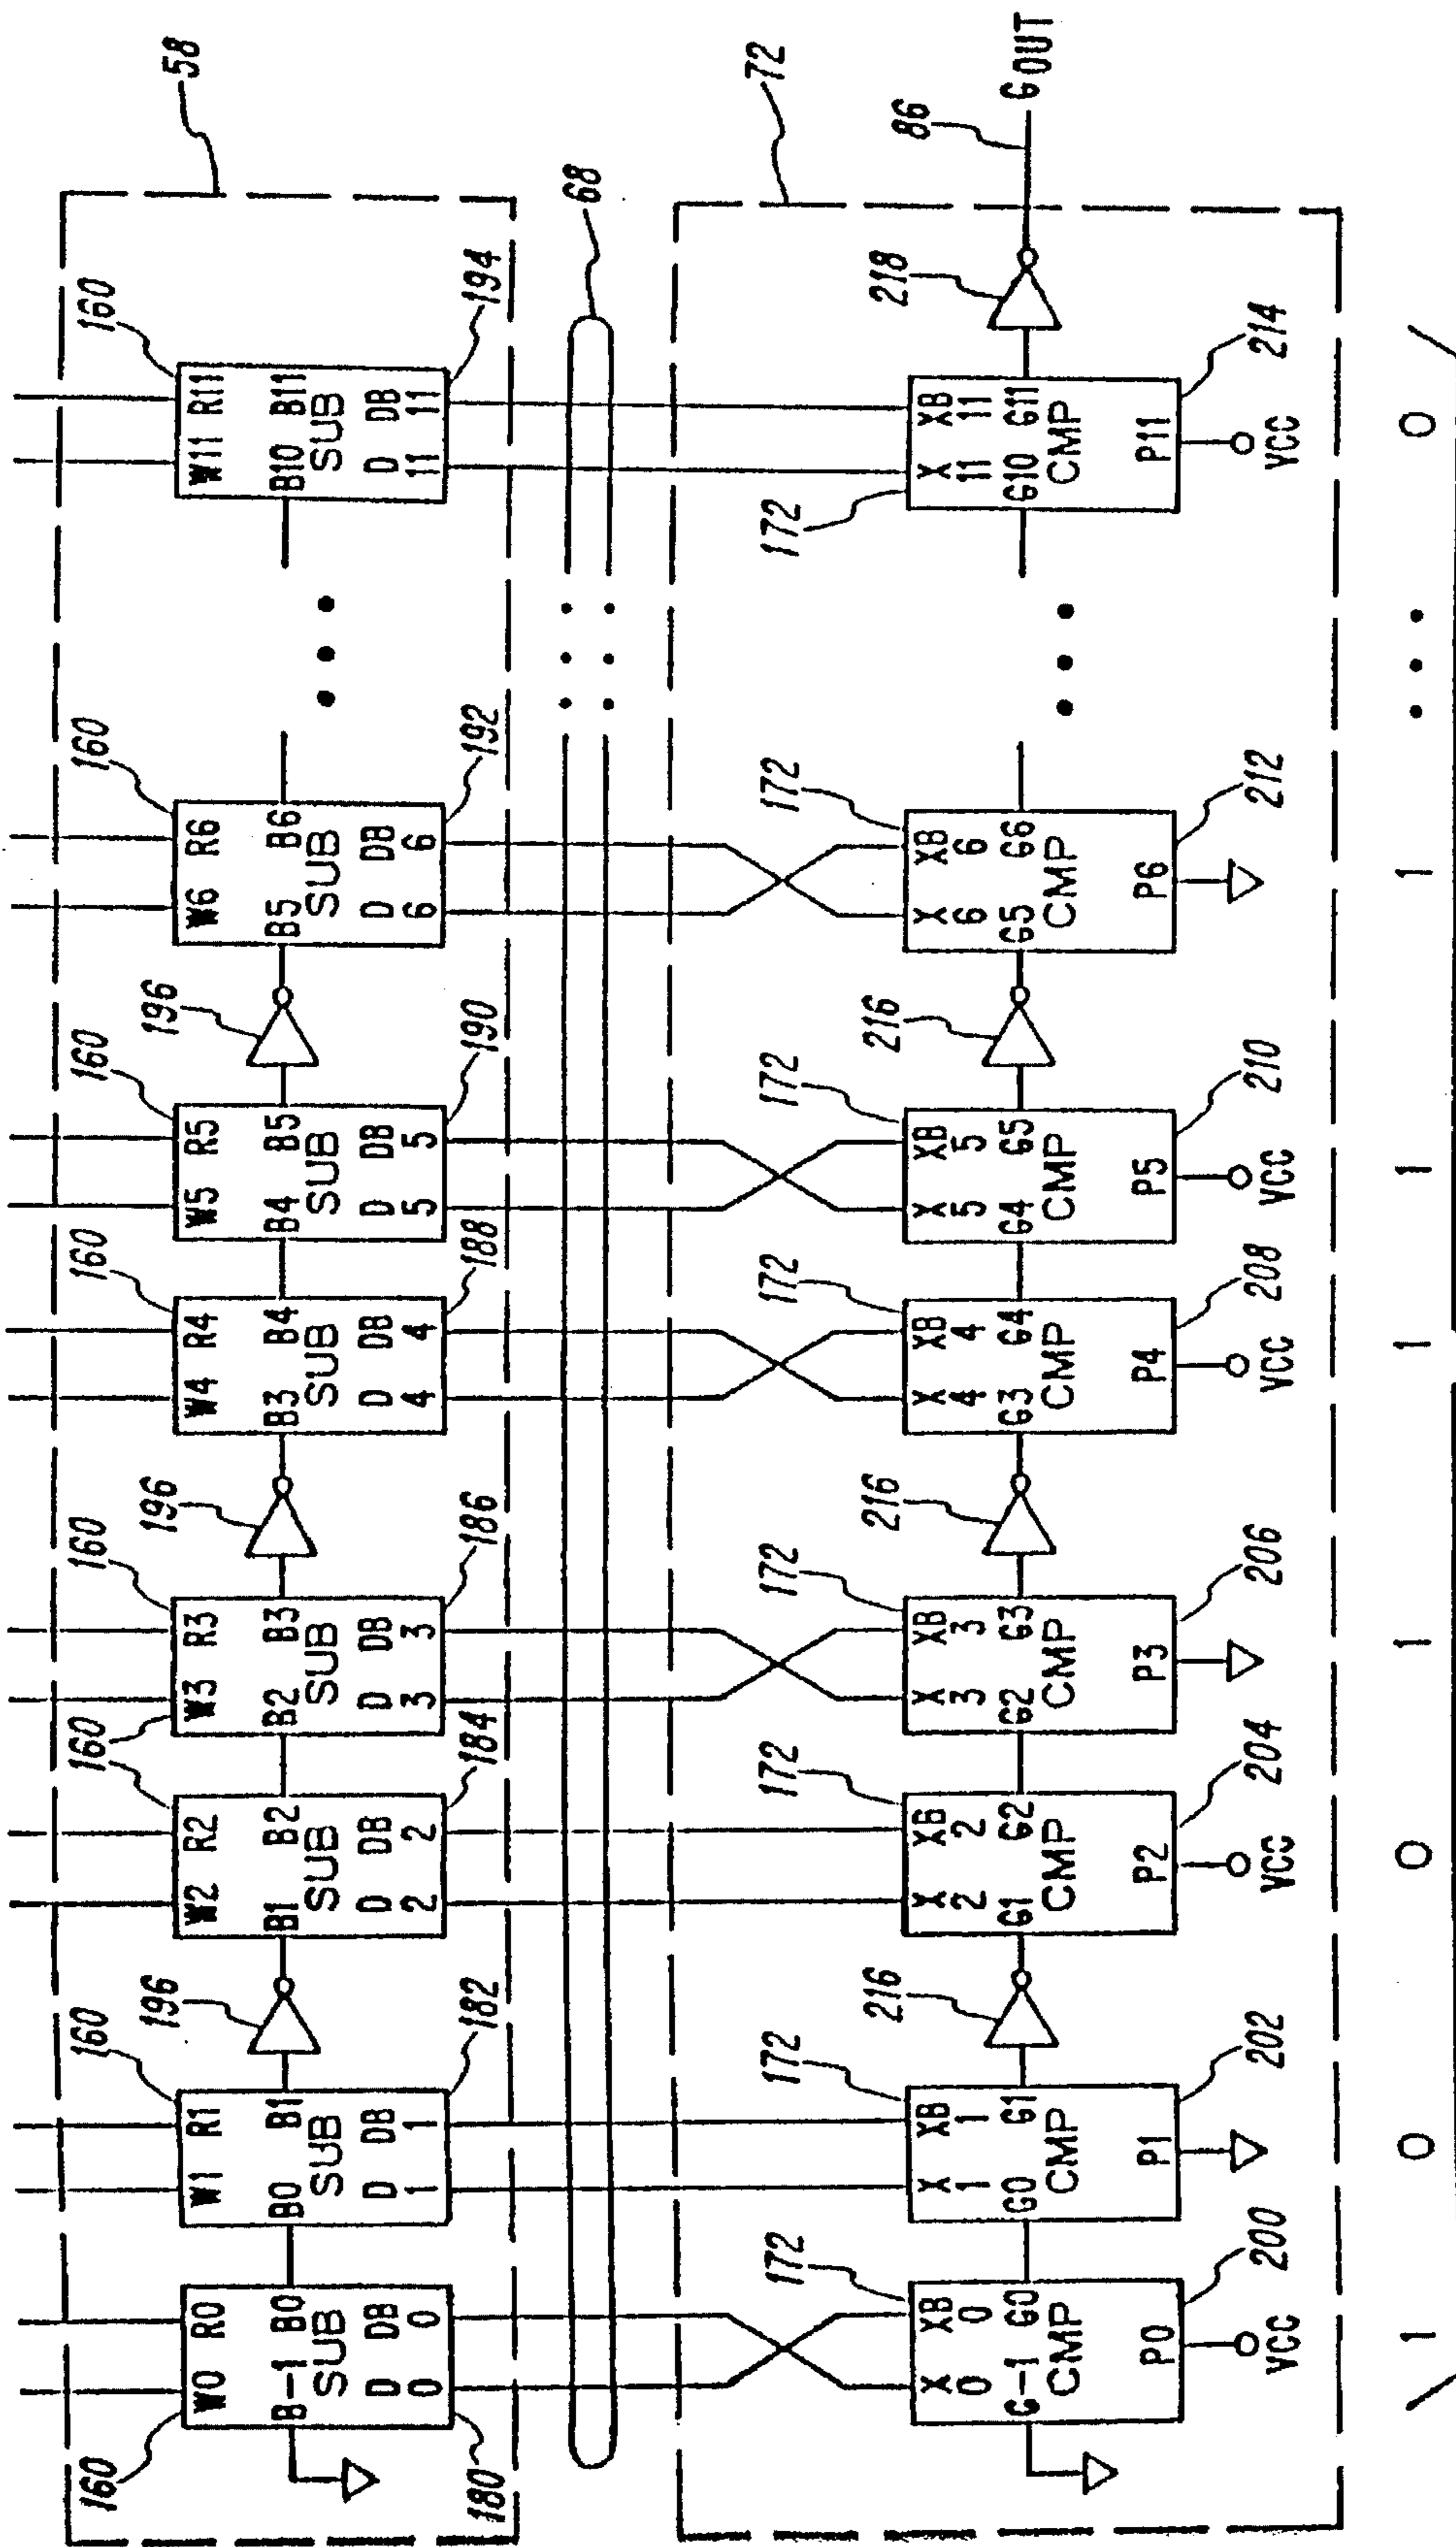 58
160 160 160 160 160 160 160 160
W0 R0 W1 R1 W2 R2 W3 R3 W4 R4 W5 R5 W6 R6 W11 R11
196 196 196
B-1 B0 B0 B1 B1 B2 B2 B3 B3 B4 B4 B5 B5 B6 B10 B11
SUB SUB SUB SUB SUB SUB SUB SUB
D DB D DB D DB D DB D DB D DB D DB D DB
0 0 1 1 2 2 3 3 4 4 5 5 6 6 11 11
180 182 184 186 188 190 192 194
68
72
172 172 172 172 172 172 172 172
216 216 216 218
86
X XB X XB X XB X XB X XB X XB X XB X XB
0 0 1 1 2 2 3 3 4 4 5 5 6 6 11 11
G-1 G0 G0 G1 G1 G2 G2 G3 G3 G4 G4 G5 G5 G6 G10 G11
GOUT
CMP CMP CMP CMP CMP CMP CMP CMP
P0 P1 P2 P3 P4 P5 P6 P11
200 202 204 206 208 210 212 214
VCC VCC VCC VCC VCC
1 0 0 1 1 1 1 ... 0